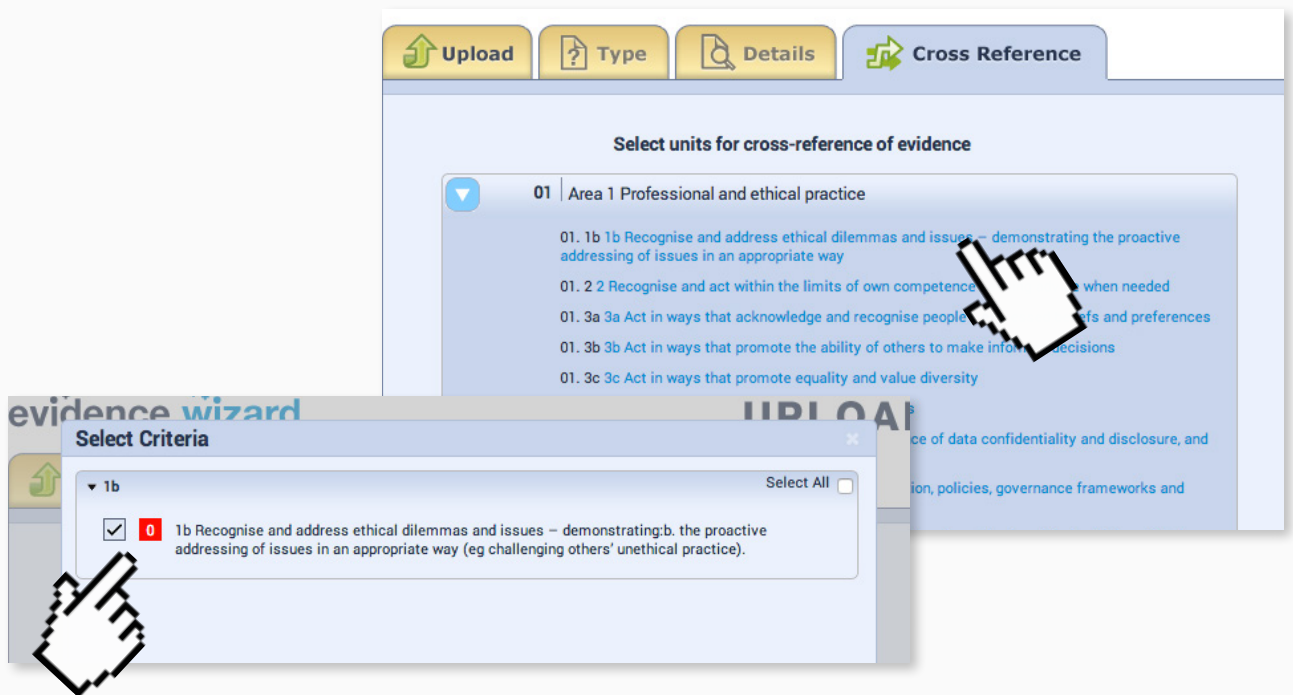 Upload
Type
Details
Cross Reference
Select units for cross-reference of evidence
01 Area 1 Professional and ethical practice
01. 1b 1b Recognise and address ethical dilemmas and issues – demonstrating the proactive
addressing of issues in an appropriate way
01. 2 2 Recognise and act within the limits of own competence when needed
01. 3a 3a Act in ways that acknowledge and recognise people and preferences
01. 3b 3b Act in ways that promote the ability of others to make decisions
01. 3c 3c Act in ways that promote equality and value diversity
of data confidentiality and disclosure, and
policies, governance frameworks and
evidence wizard
Select Criteria
1b
Select All
0 1b Recognise and address ethical dilemmas and issues – demonstrating:b. the proactive
addressing of issues in an appropriate way (eg challenging others’ unethical practice).